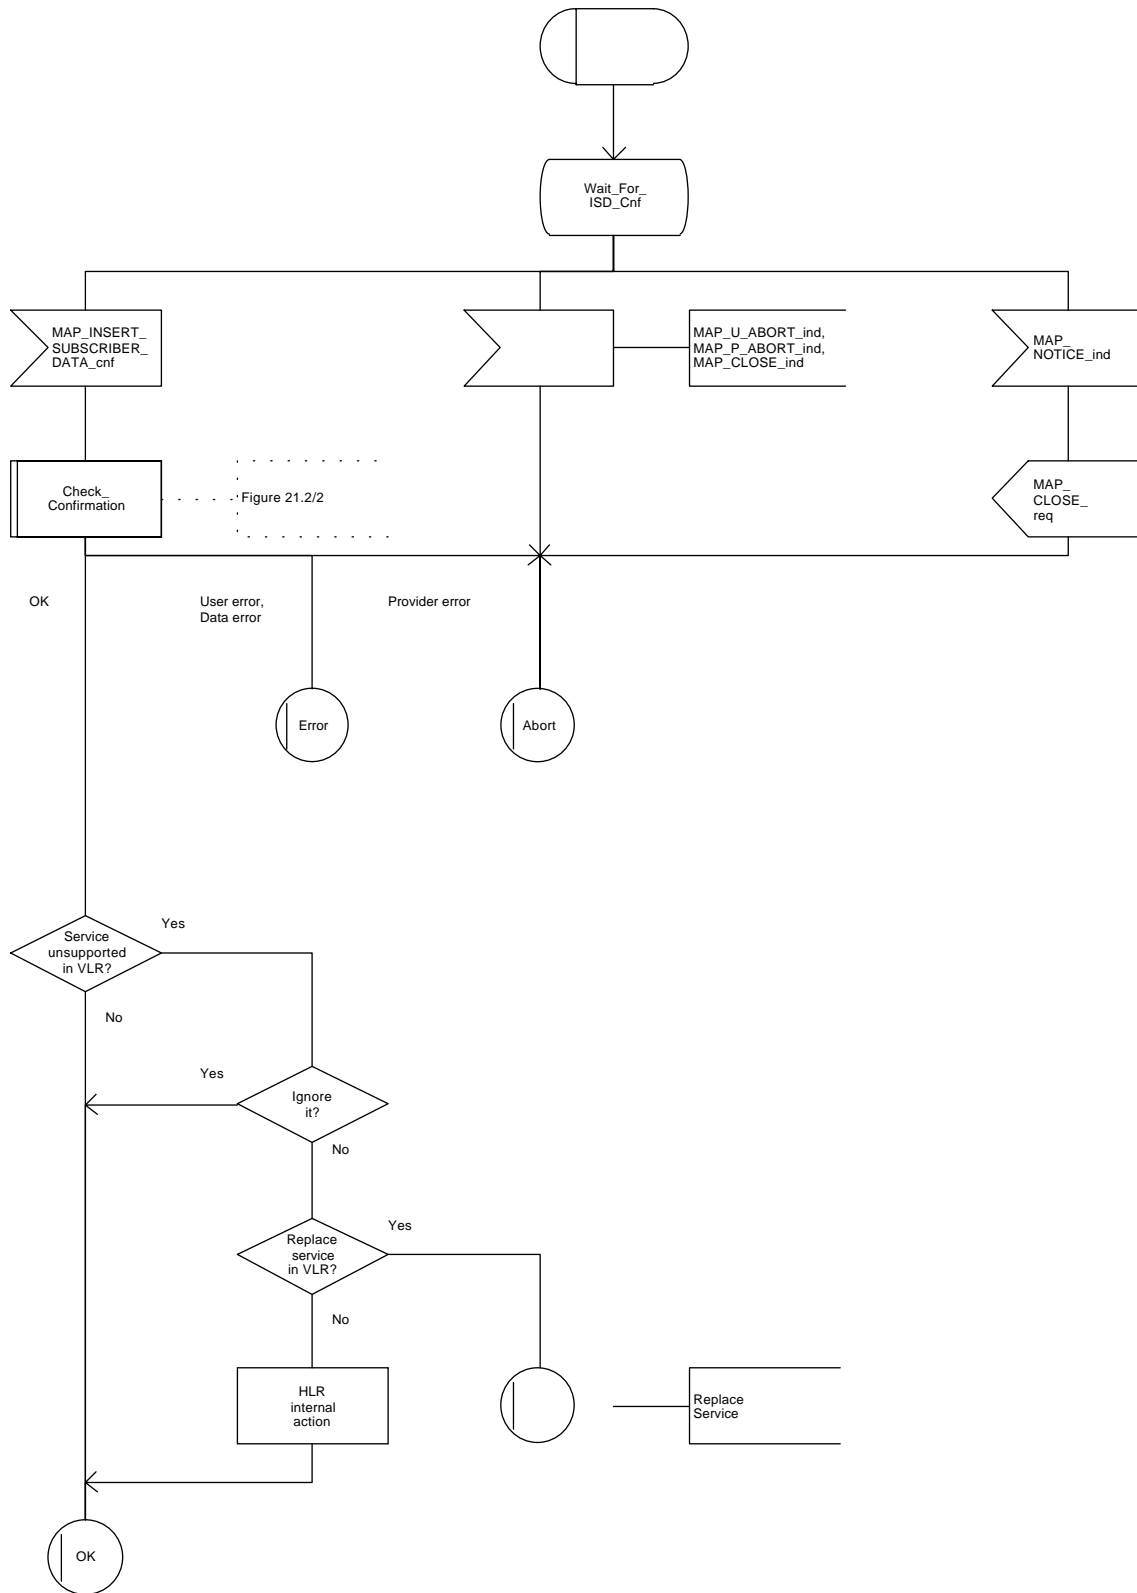 Wait_For_
ISD_Cnf
MAP_INSERT_
SUBSCRIBER_
DATA_cnf
MAP_U_ABORT_ind,
MAP_P_ABORT_ind,
MAP_CLOSE_ind
MAP_
NOTICE_ind
Check_
Confirmation
Figure 21.2/2
MAP_
CLOSE_
req
OK
User error,
Data error
Provider error
Error
Abort
Service
unsupported
in VLR?
Yes
No
Yes
Ignore
it?
No
Replace
service
in VLR?
Yes
No
HLR
internal
action
Replace
Service
OK